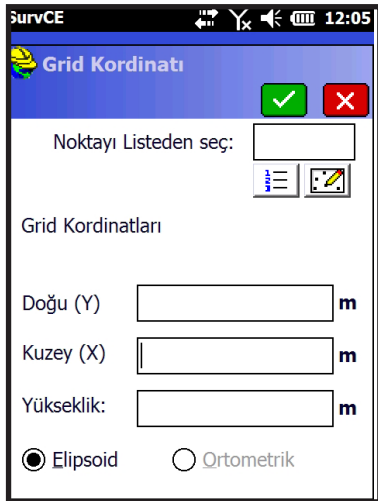 SurvCE 12:05
Grid Kordinatı
Noktayı Listeden seç:
Grid Kordinatları
Doğu (Y) m
Kuzey (X) m
Yükseklik: m
Elipsoid Ortometrik